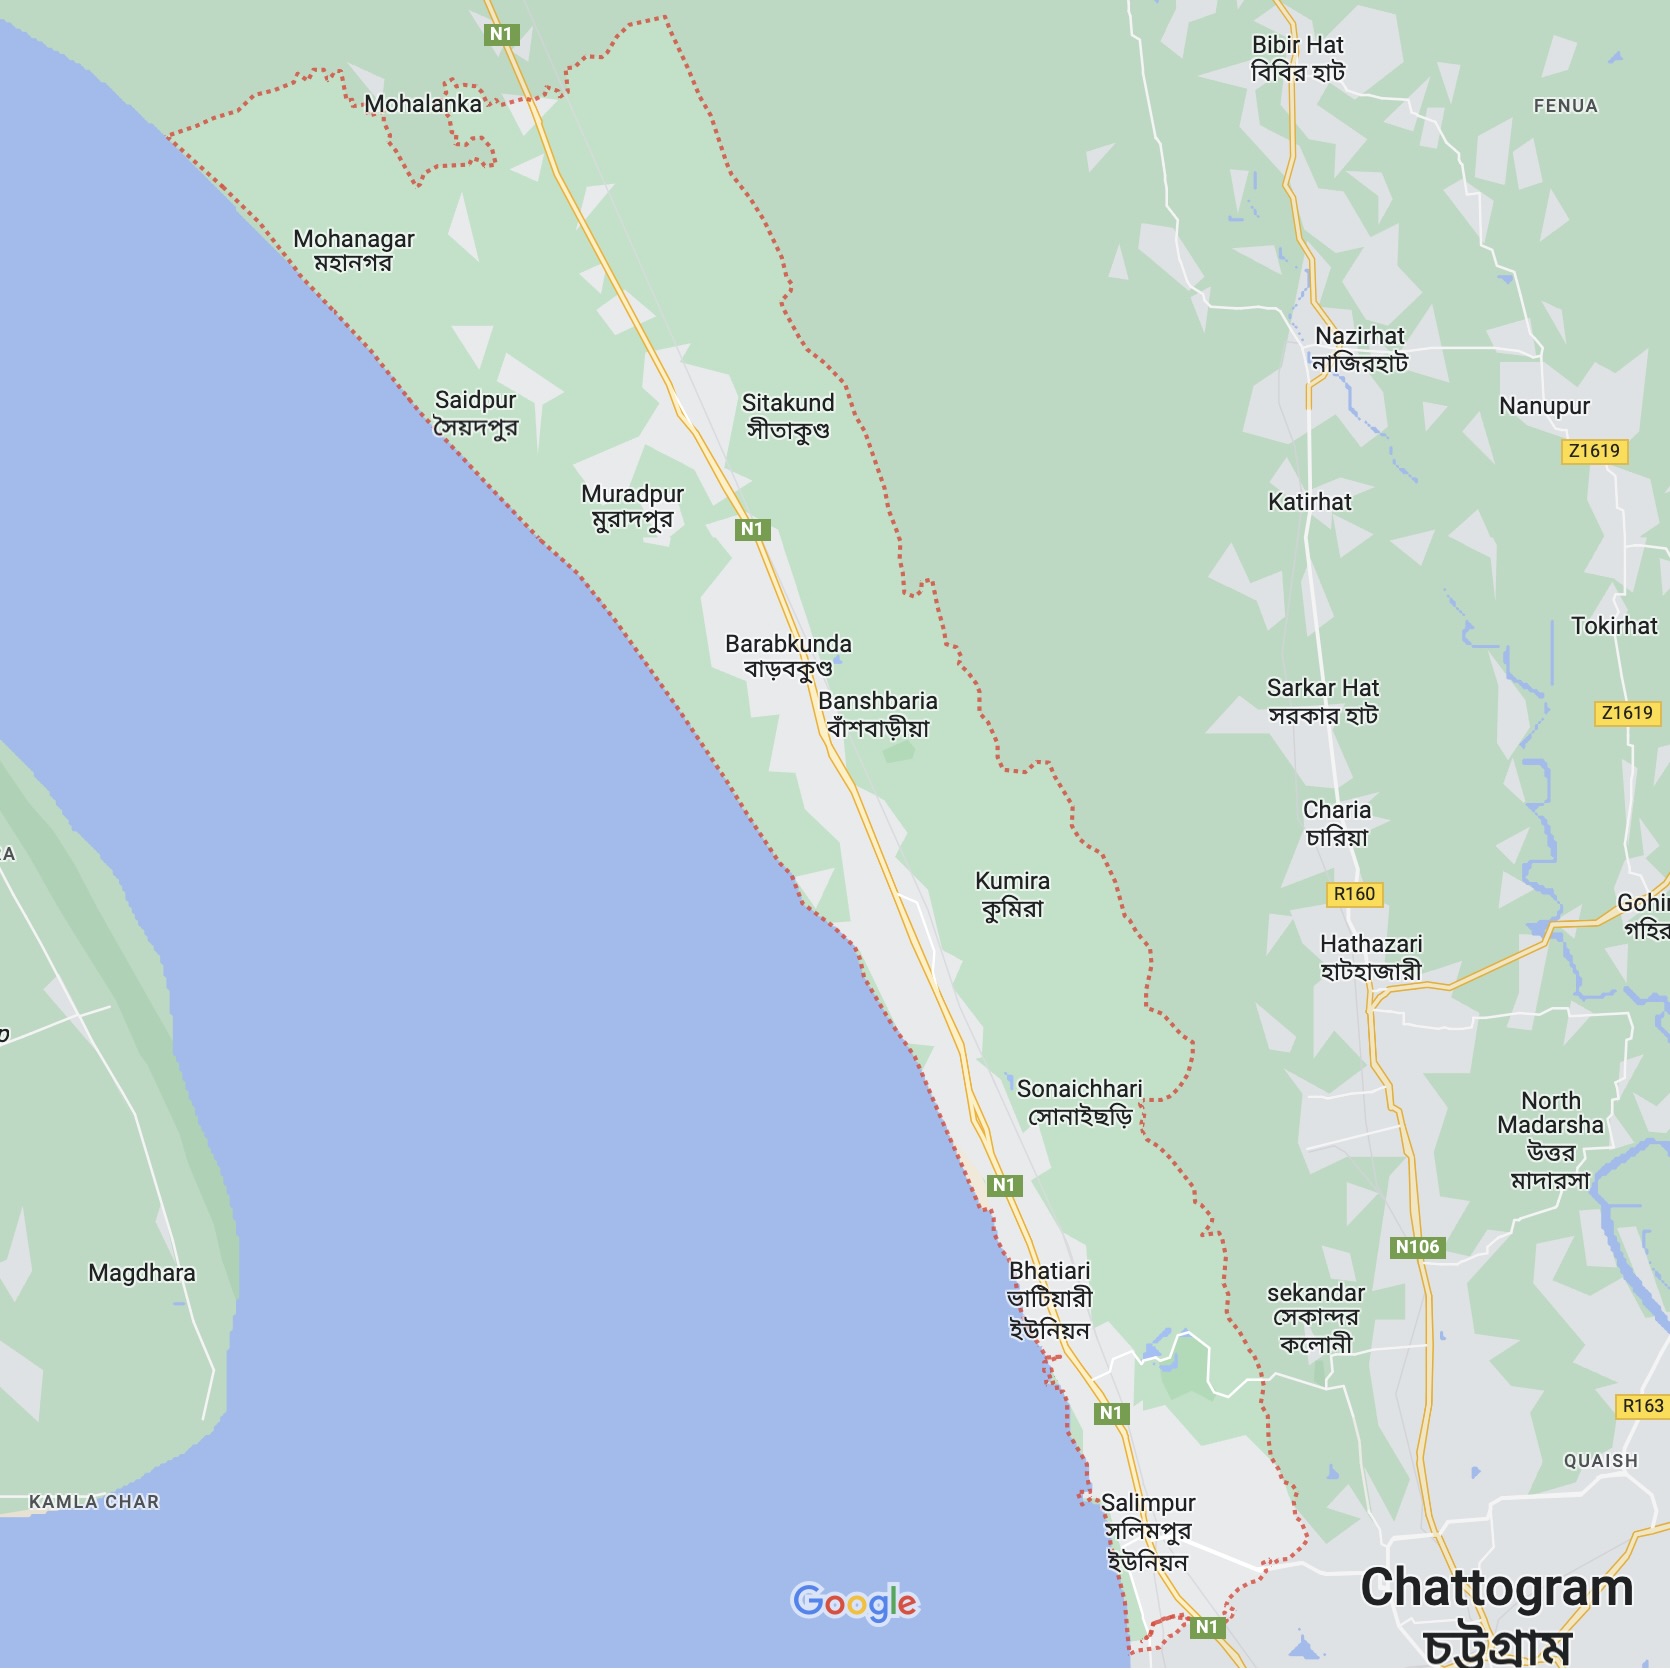 N1
Bibir Hat
বিবির হাট
FENUA
Mohalanka
Mohanagar
মহানগর
Nazirhat
নাজিরহাট
Saidpur
সৈয়দপুর
Sitakund
সীতাকুণ্ড
Nanupur
Z1619
Muradpur
মুরাদপুর
N1
Katirhat
Tokirhat
Barabkunda
বাড়বকুণ্ড
Banshbaria
বাঁশবাড়ীয়া
Sarkar Hat
সরকার হাট
Z1619
Charia
চারিয়া
Kumira
কুমিরা
R160
Hathazari
হাটহাজারী
Sonaichhari
সোনাইছড়ি
North
Madarsha
উত্তর
মাদারসা
N1
N106
Magdhara
Bhatiari
ভাটিয়ারী
ইউনিয়ন
sekandar
সেকান্দর
কলোনী
N1
R163
QUAISH
KAMLA CHAR
Salimpur
সলিমপুর
ইউনিয়ন
Google
Chattogram
চট্টগ্রাম
N1